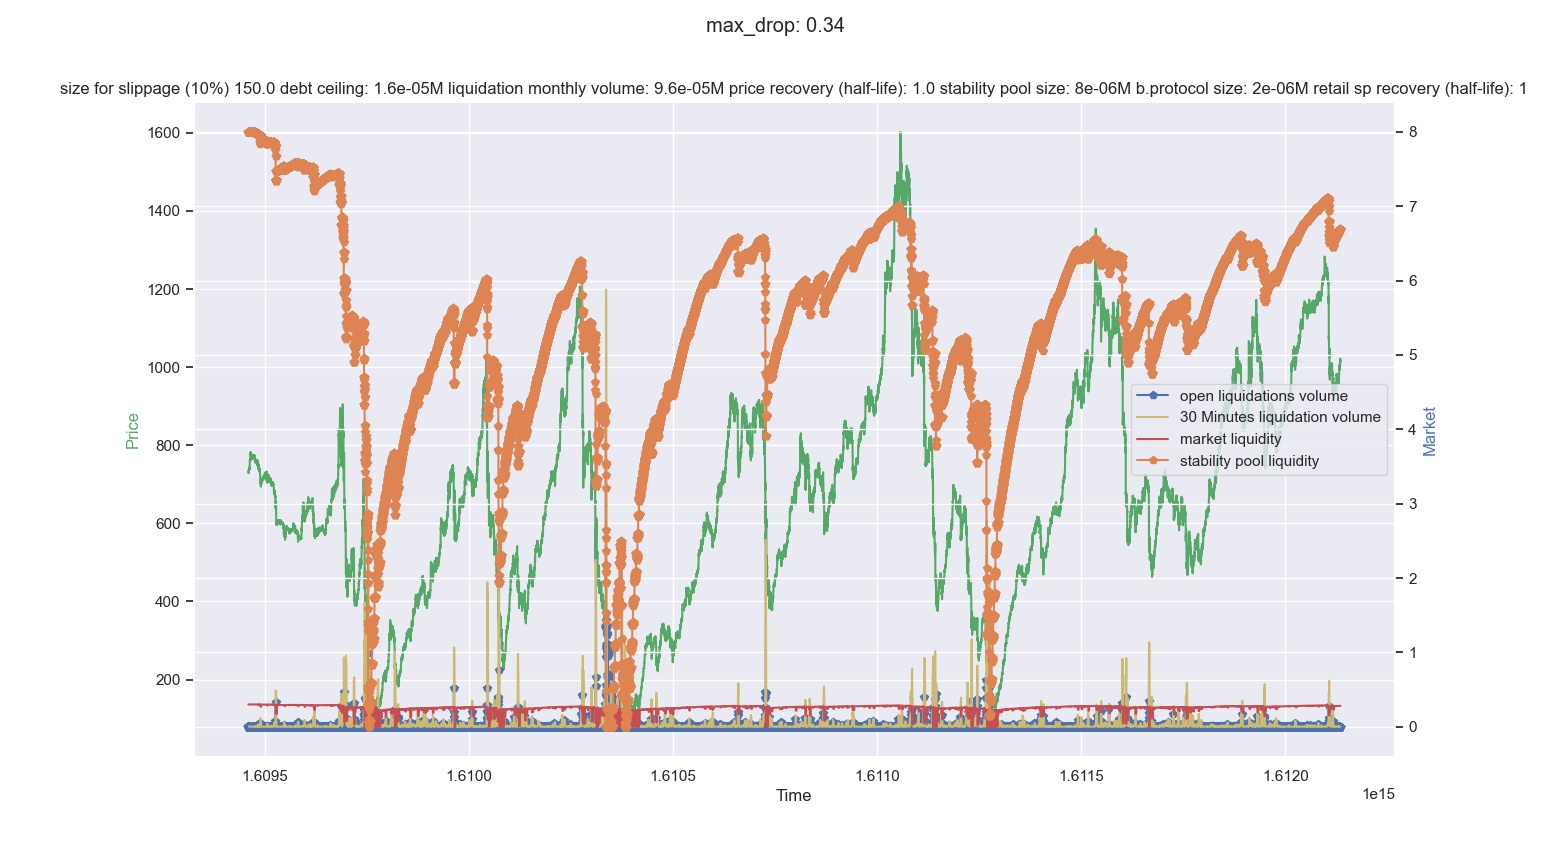 max_drop: 0.34
size for slippage (10%) 150.0 debt ceiling: 1.6e-05M liquidation monthly volume: 9.6e-05M price recovery (half-life): 1.0 stability pool size: 8e-06M b.protocol size: 2e-06M retail sp recovery (half-life): 1
1600
1400
1200
1000
800
600
400
200
Price
8
7
6
5
4
3
2
1
0
Market
open liquidations volume
30 Minutes liquidation volume
market liquidity
stability pool liquidity
1.6095 1.6100 1.6105 1.6110 1.6115 1.6120
Time
1e15